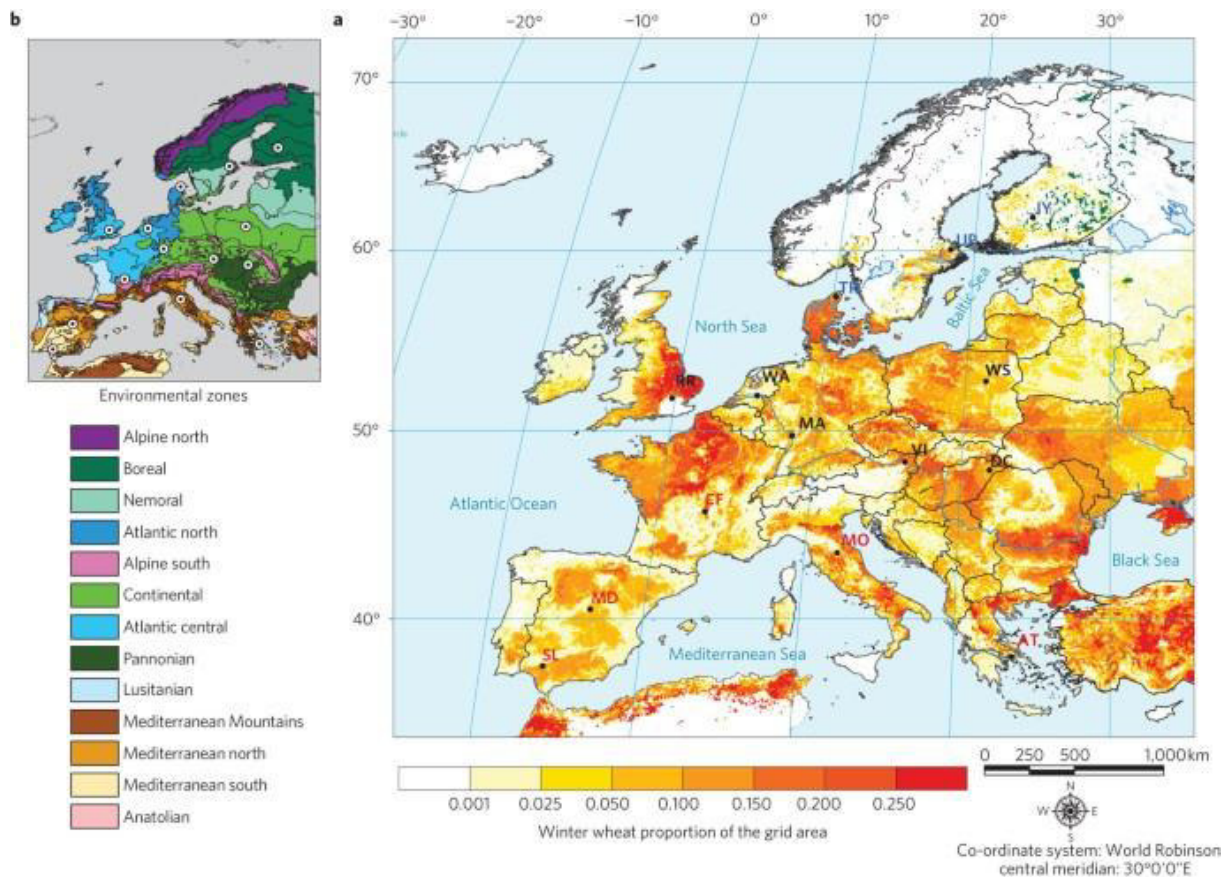 b
Environmental zones
Alpine north
Boreal
Nemoral
Atlantic north
Alpine south
Continental
Atlantic central
Pannonian
Lusitanian
Mediterranean Mountains
Mediterranean north
Mediterranean south
Anatolian
a
−30° −20° −10° 0° 10° 20° 30°
70°
60°
50°
40°
JY
UP
TR
Baltic Sea
North Sea
RR
WA
WS
MA
VI
DC
Atlantic Ocean
CF
MO
Black Sea
MD
AT
SL
Mediterranean Sea
0.001 0.025 0.050 0.100 0.150 0.200 0.250
Winter wheat proportion of the grid area
0 250 500 1,000 km
N
W E
S
Co-ordinate system: World Robinson
central meridian: 30°0'0"E